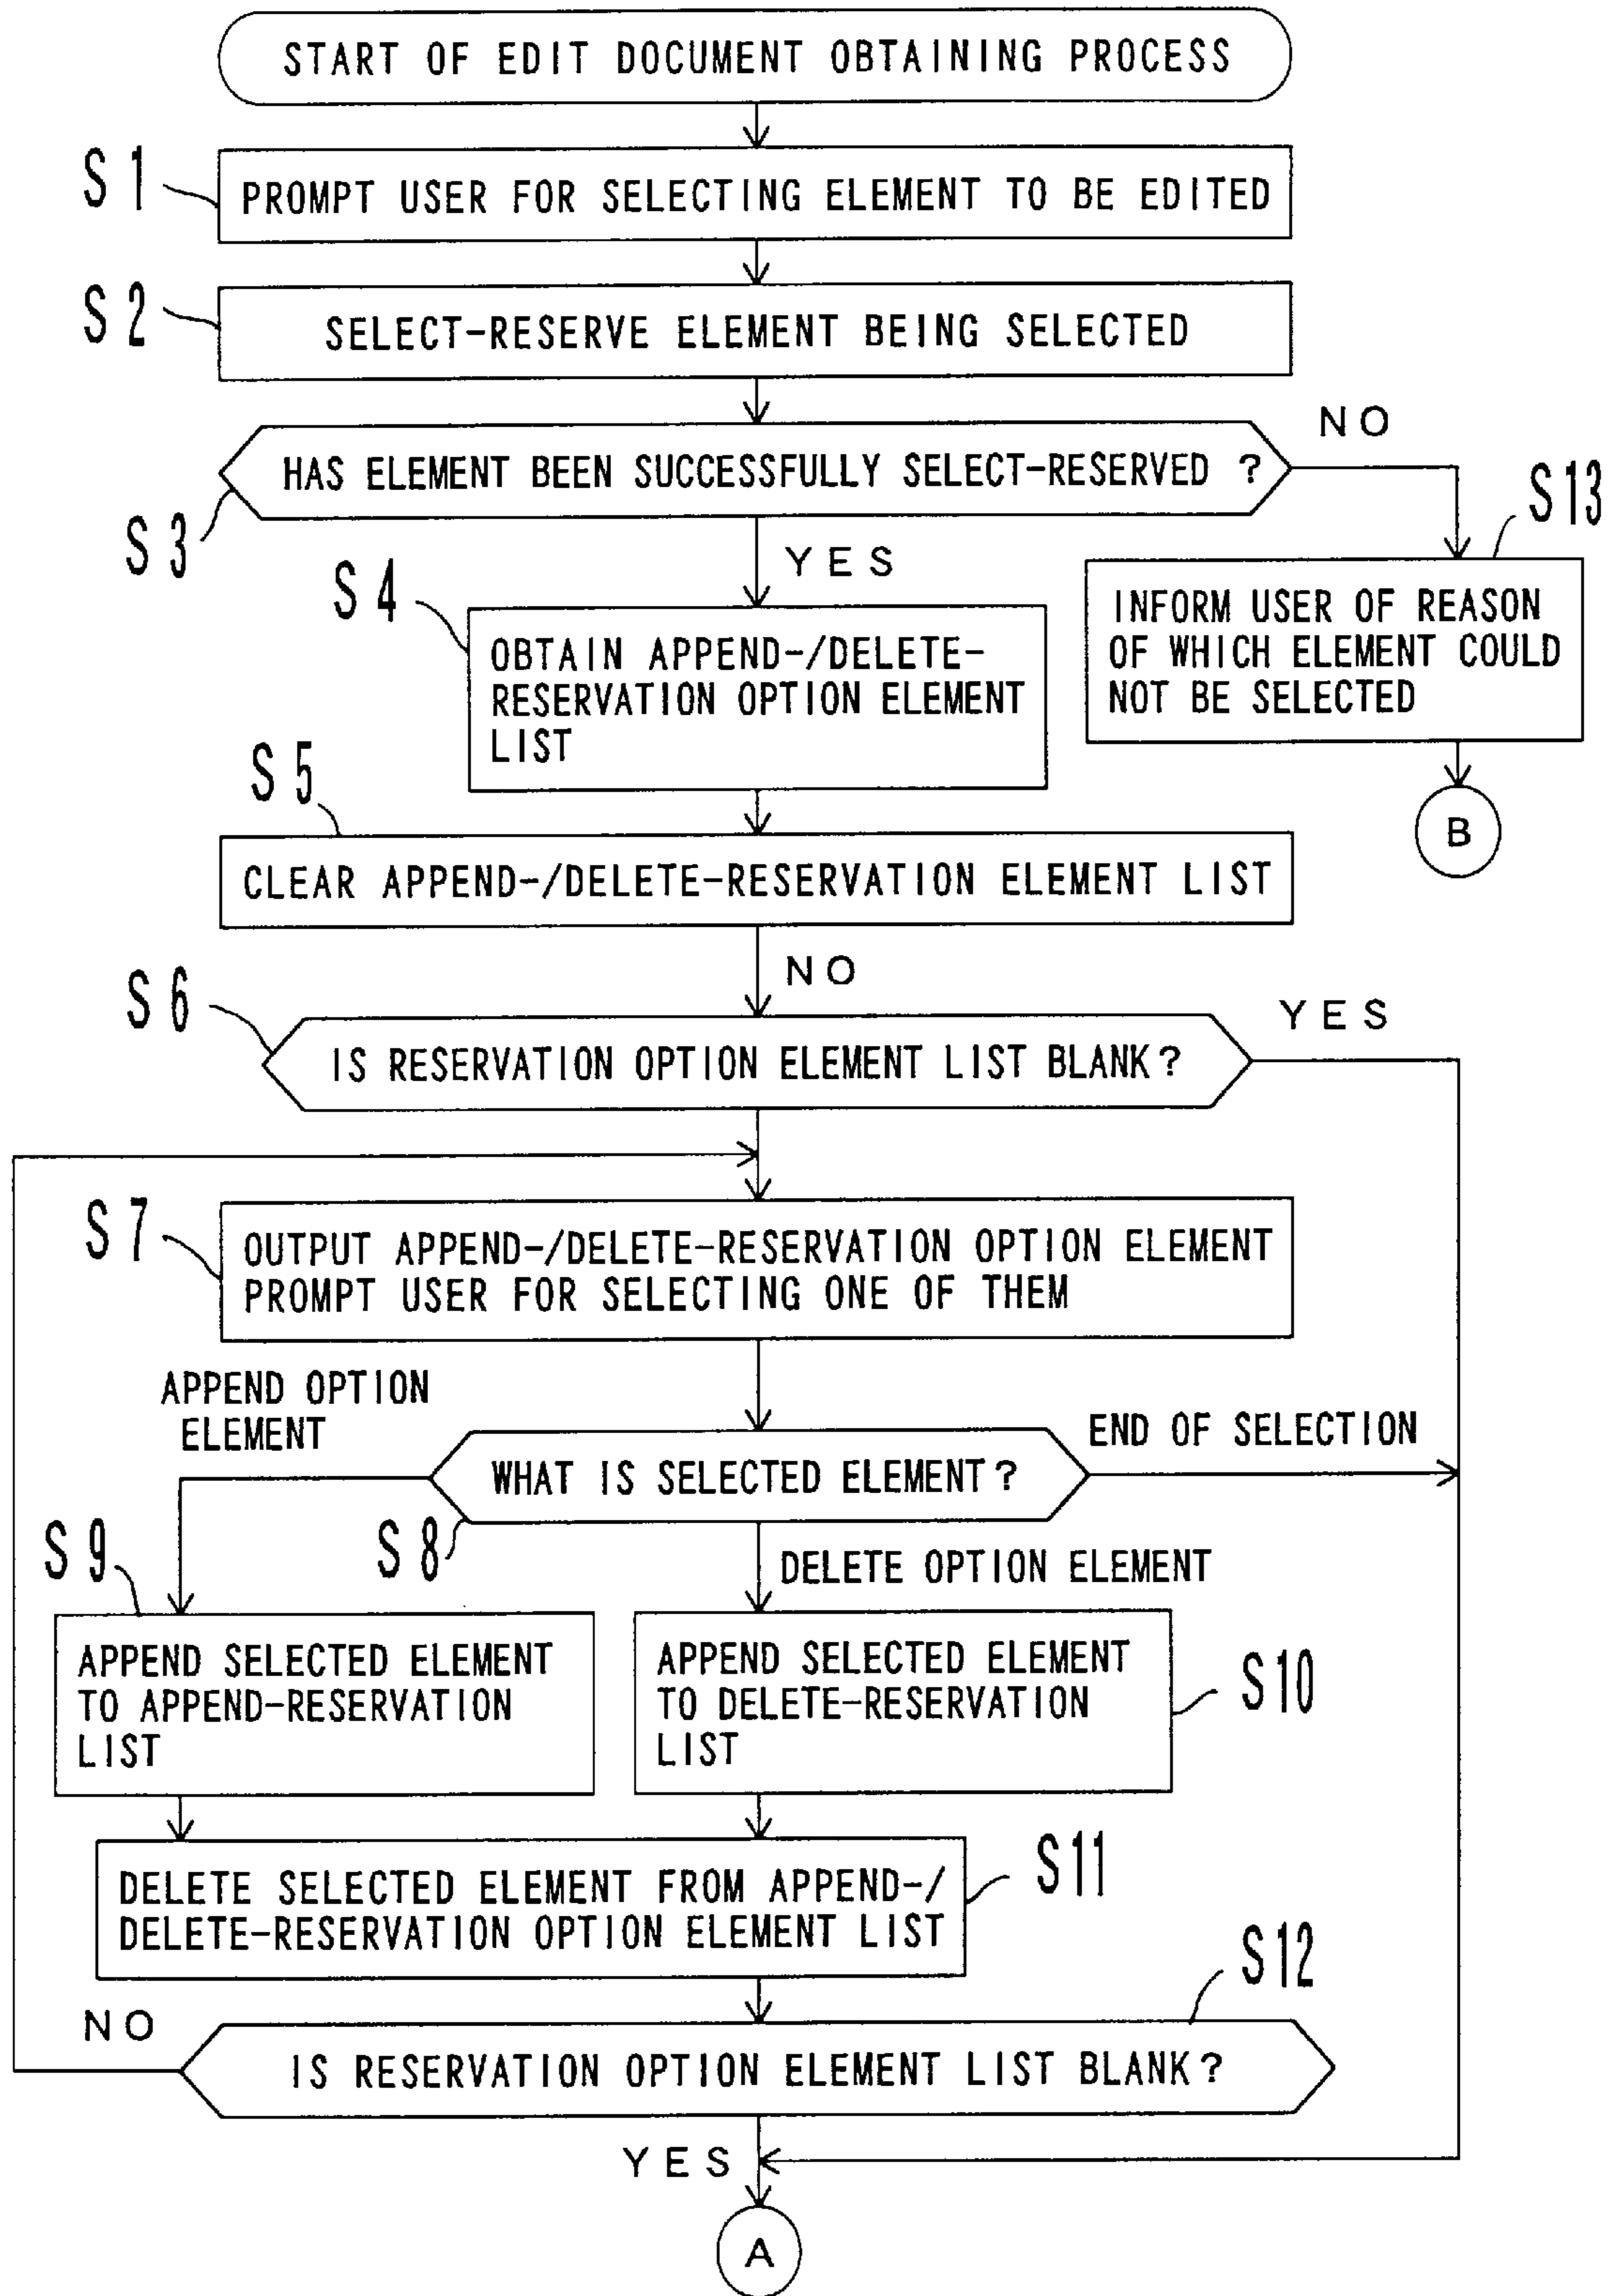 START OF EDIT DOCUMENT OBTAINING PROCESS
S1
PROMPT USER FOR SELECTING ELEMENT TO BE EDITED
S2
SELECT-RESERVE ELEMENT BEING SELECTED
NO
HAS ELEMENT BEEN SUCCESSFULLY SELECT-RESERVED ?
S3
S13
YES
S4
OBTAIN APPEND-/DELETE-
RESERVATION OPTION ELEMENT
LIST
INFORM USER OF REASON
OF WHICH ELEMENT COULD
NOT BE SELECTED
B
S5
CLEAR APPEND-/DELETE-RESERVATION ELEMENT LIST
NO
S6
YES
IS RESERVATION OPTION ELEMENT LIST BLANK?
S7
OUTPUT APPEND-/DELETE-RESERVATION OPTION ELEMENT
PROMPT USER FOR SELECTING ONE OF THEM
APPEND OPTION
ELEMENT
END OF SELECTION
WHAT IS SELECTED ELEMENT?
S9
S8
DELETE OPTION ELEMENT
APPEND SELECTED ELEMENT
TO APPEND-RESERVATION
LIST
APPEND SELECTED ELEMENT
TO DELETE-RESERVATION
LIST
S10
DELETE SELECTED ELEMENT FROM APPEND-/
DELETE-RESERVATION OPTION ELEMENT LIST
S11
S12
NO
IS RESERVATION OPTION ELEMENT LIST BLANK?
YES
A